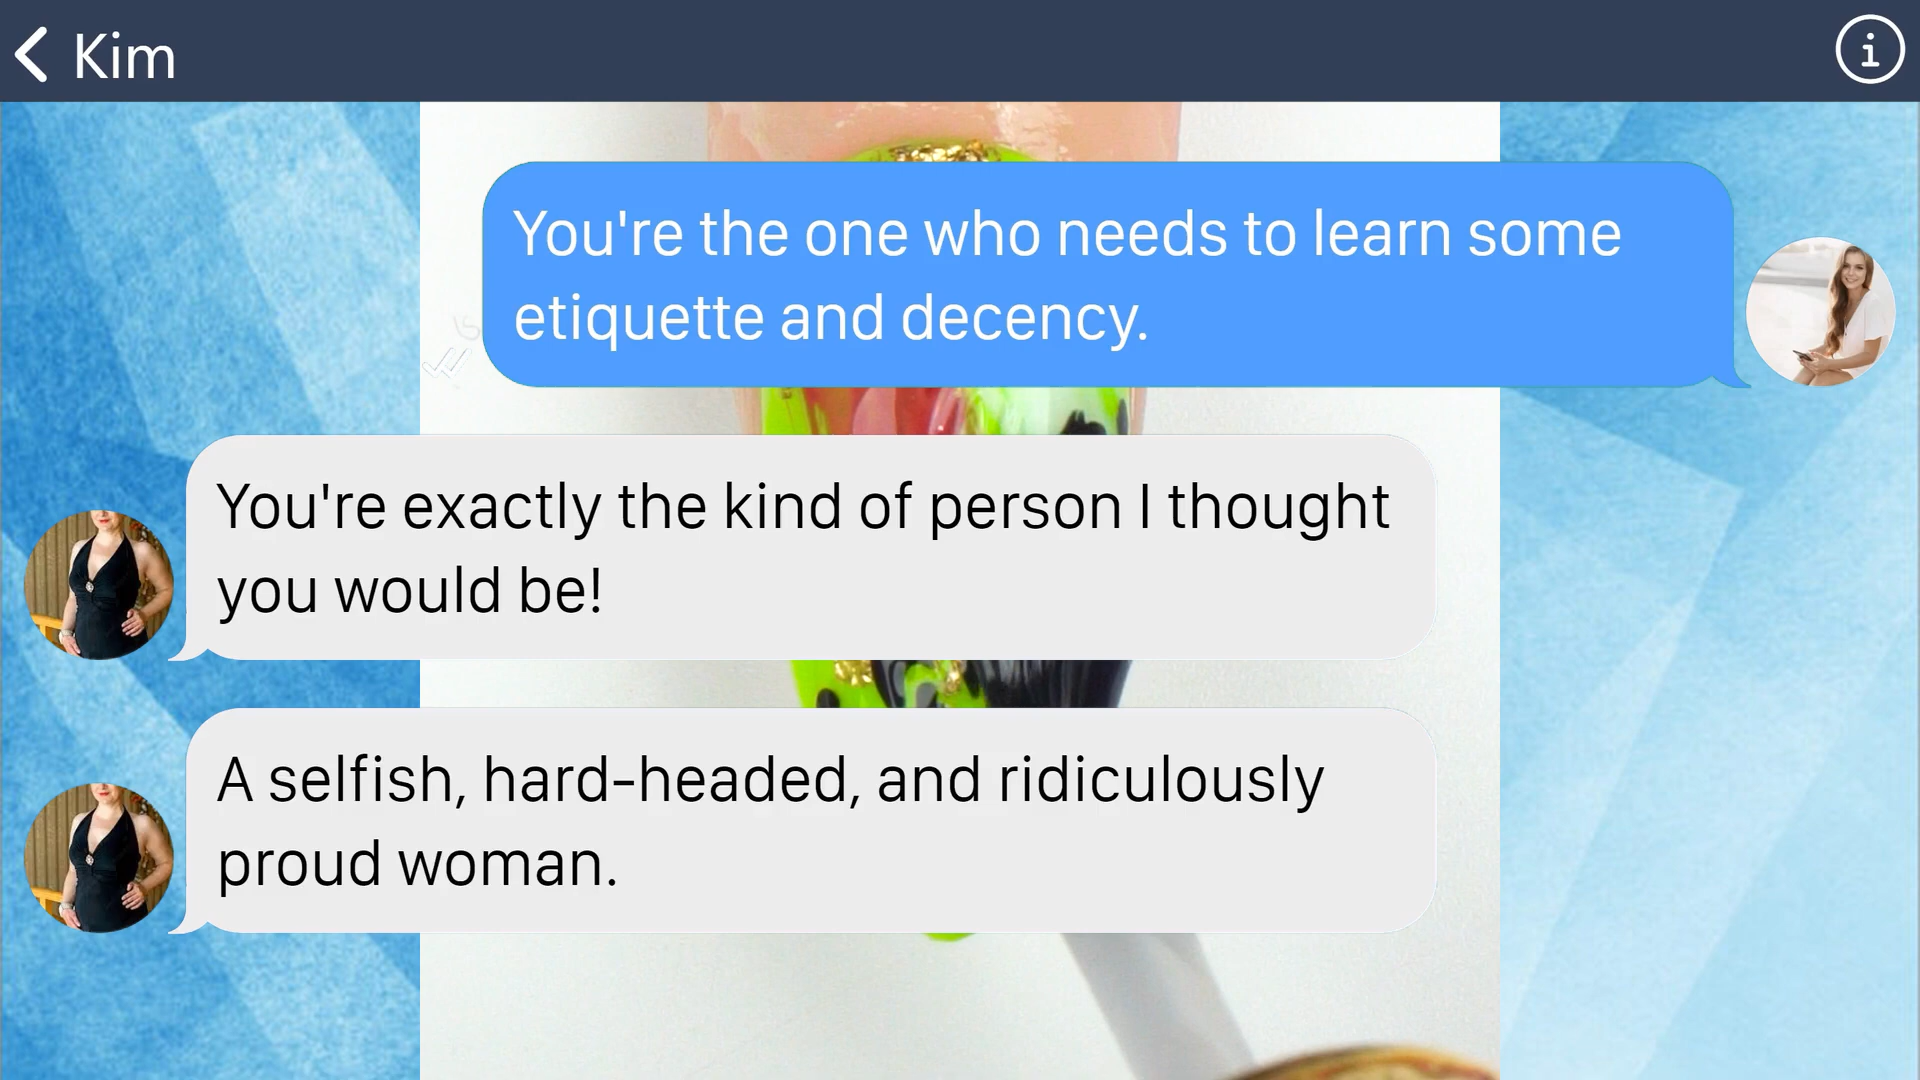 Kim
You're the one who needs to learn some
etiquette and decency.
You're exactly the kind of person I thought
you would be!
A selfish, hard-headed, and ridiculously
proud woman.